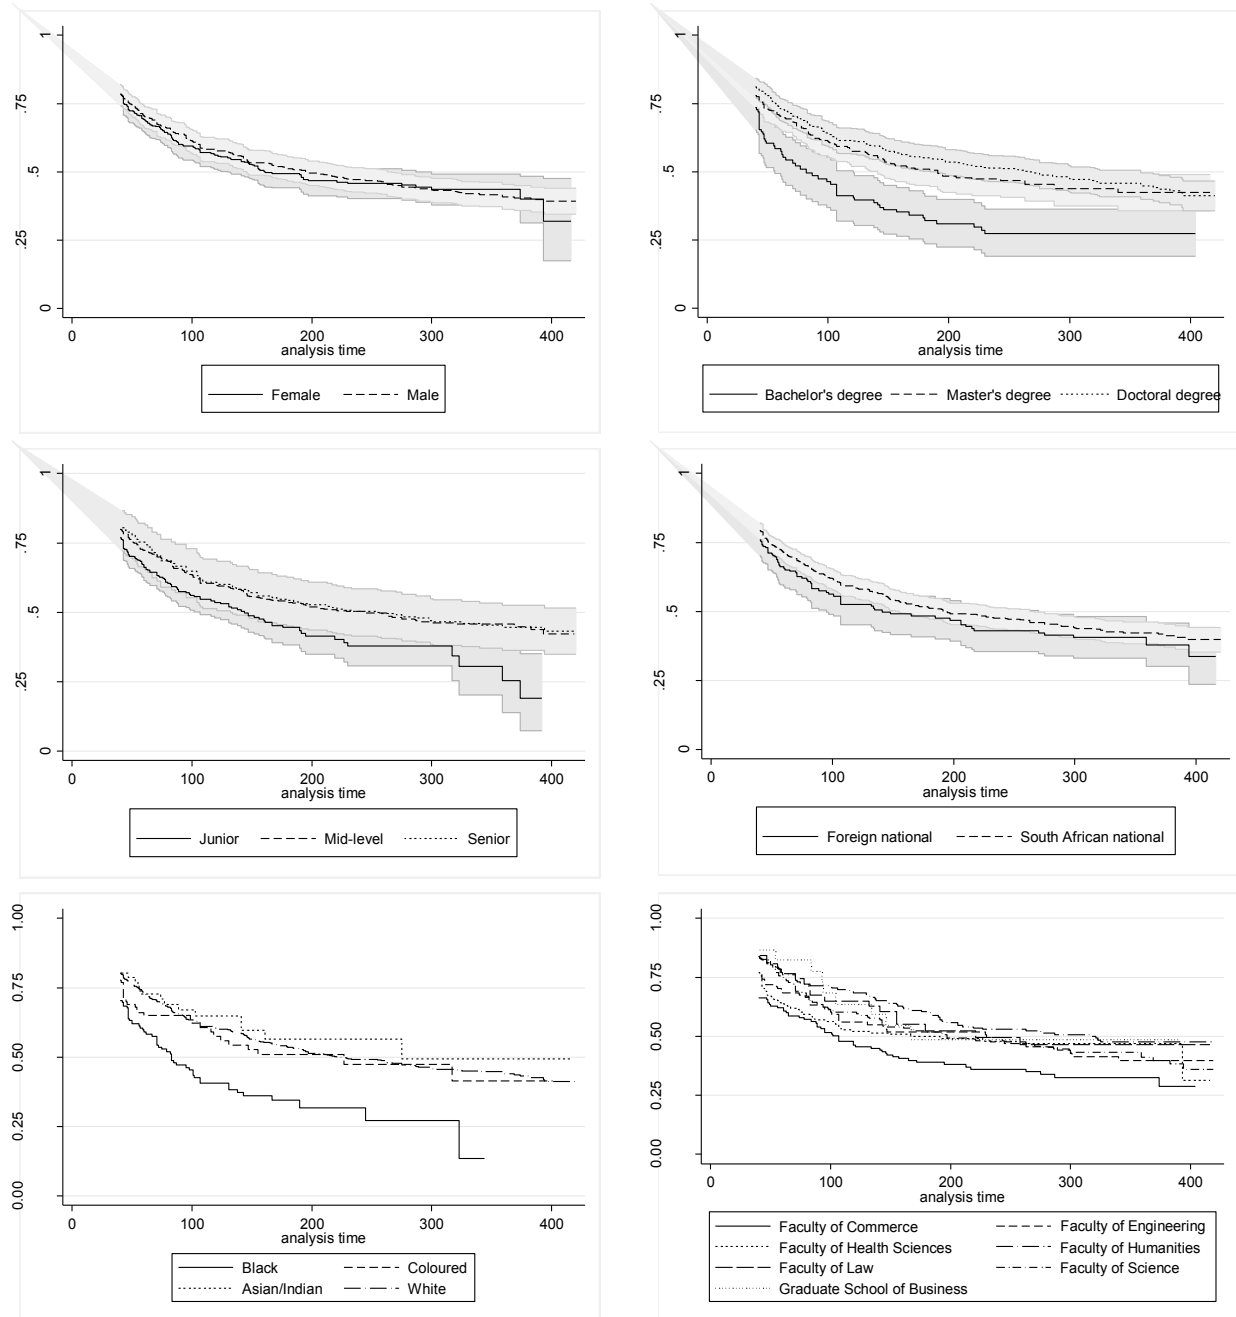 1
.75
.5
.25
0
0 100 200 300 400
analysis time
Female Male
1
.75
.5
.25
0
0 100 200 300 400
analysis time
Bachelor's degree Master's degree Doctoral degree
1
.75
.5
.25
0
0 100 200 300 400
analysis time
Junior Mid-level Senior
1
.75
.5
.25
0
0 100 200 300 400
analysis time
Foreign national South African national
1.00
0.75
0.50
0.25
0.00
0 100 200 300 400
analysis time
Black Coloured
Asian/Indian White
1.00
0.75
0.50
0.25
0.00
0 100 200 300 400
analysis time
Faculty of Commerce Faculty of Engineering
Faculty of Health Sciences Faculty of Humanities
Faculty of Law Faculty of Science
Graduate School of Business